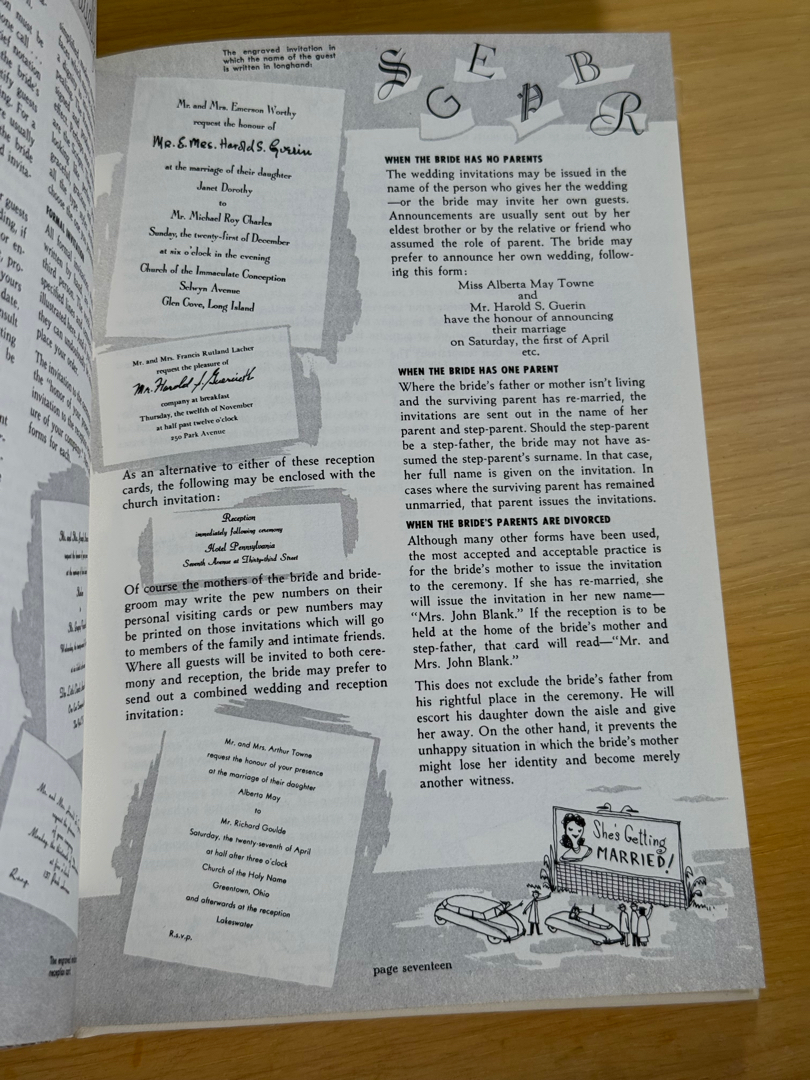 The engraved invitation in
which the name of the guest
is written in longhand:
Mr. and Mrs. Emerson Worthy
request the honour of
Mr. & Mrs. Harold S. Guerin
at the marriage of their daughter
Janet Dorothy
to
Mr. Michael Roy Charles
Sunday, the twenty-first of December
at six o'clock in the evening
Church of the Immaculate Conception
Selwyn Avenue
Glen Cove, Long Island
Mr. and Mrs. Francis Rutland Lacher
request the pleasure of
company at breakfast
Thursday, the twelfth of November
at half past twelve o'clock
250 Park Avenue
As an alternative to either of these reception
cards, the following may be enclosed with the
church invitation:
Reception
immediately following ceremony
Hotel Pennsylvania
Seventh Avenue at Thirty-third Street
Of course the mothers of the bride and bride-
groom may write the pew numbers on their
personal visiting cards or pew numbers may
be printed on those invitations which will go
to members of the family and intimate friends.
Where all guests will be invited to both cere-
mony and reception, the bride may prefer to
send out a combined wedding and reception
invitation:
Mr. and Mrs. Arthur Towne
request the honour of your presence
at the marriage of their daughter
Alberta May
to
Mr. Richard Goulde
Saturday, the twenty-seventh of April
at half after three o'clock
Church of the Holy Name
Greentown, Ohio
and afterwards at the reception
Lakeswater
R.s.v.p.
S E B
G P R
WHEN THE BRIDE HAS NO PARENTS
The wedding invitations may be issued in the
name of the person who gives her the wedding
—or the bride may invite her own guests.
Announcements are usually sent out by her
eldest brother or by the relative or friend who
assumed the role of parent. The bride may
prefer to announce her own wedding, follow-
ing this form:
Miss Alberta May Towne
and
Mr. Harold S. Guerin
have the honour of announcing
their marriage
on Saturday, the first of April
etc.
WHEN THE BRIDE HAS ONE PARENT
Where the bride's father or mother isn't living
and the surviving parent has re-married, the
invitations are sent out in the name of her
parent and step-parent. Should the step-parent
be a step-father, the bride may not have as-
sumed the step-parent's surname. In that case,
her full name is given on the invitation. In
cases where the surviving parent has remained
unmarried, that parent issues the invitations.
WHEN THE BRIDE'S PARENTS ARE DIVORCED
Although many other forms have been used,
the most accepted and acceptable practice is
for the bride's mother to issue the invitation
to the ceremony. If she has re-married, she
will issue the invitation in her new name—
"Mrs. John Blank." If the reception is to be
held at the home of the bride's mother and
step-father, that card will read—"Mr. and
Mrs. John Blank."
This does not exclude the bride's father from
his rightful place in the ceremony. He will
escort his daughter down the aisle and give
her away. On the other hand, it prevents the
unhappy situation in which the bride's mother
might lose her identity and become merely
another witness.
She's Getting
MARRIED!
page seventeen